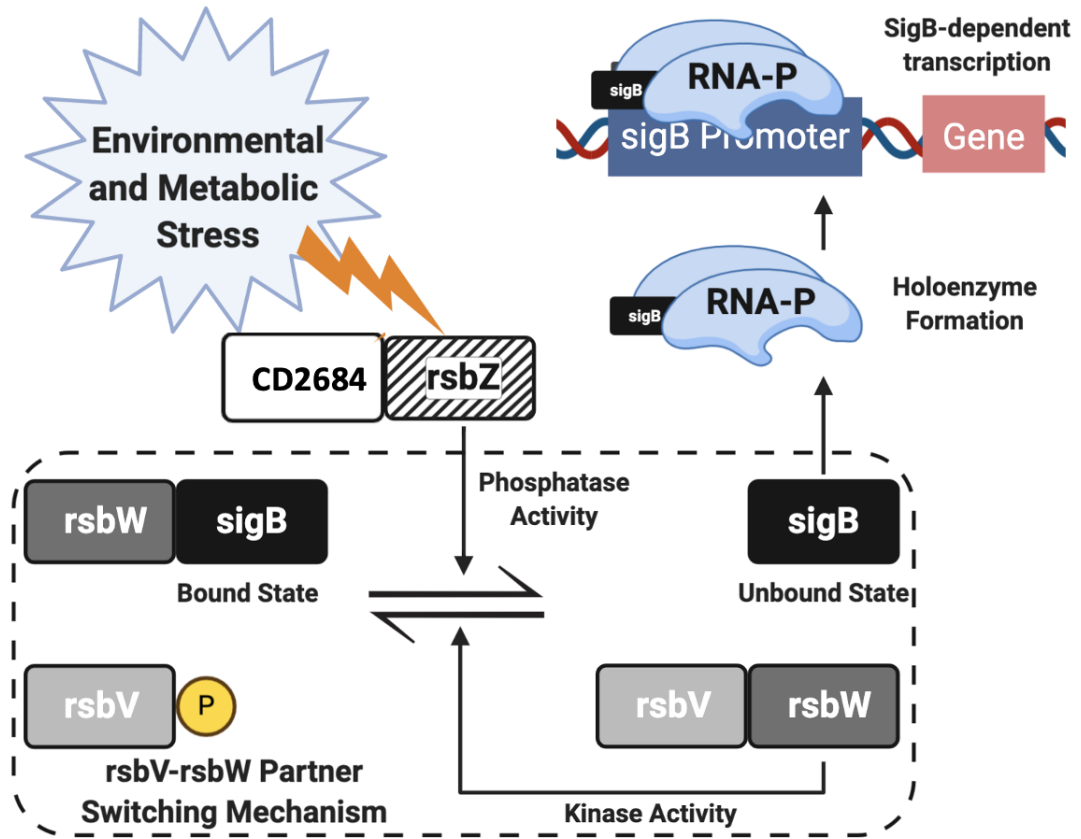 Environmental
and Metabolic
Stress
SigB-dependent
transcription
sigB
RNA-P
sigB Promoter
Gene
sigB
RNA-P
Holoenzyme
Formation
CD2684
rsbZ
Phosphatase
Activity
rsbW
sigB
Bound State
sigB
Unbound State
rsbV
P
rsbV
rsbW
rsbV-rsbW Partner
Switching Mechanism
Kinase Activity